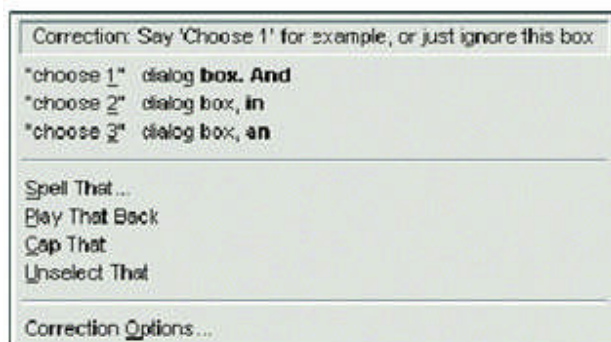 Correction: Say 'Choose 1' for example, or just ignore this box
"choose 1" dialog box. And
"choose 2" dialog box, in
"choose 3" dialog box, an
Spell That...
Play That Back
Cap That
Unselect That
Correction Options...